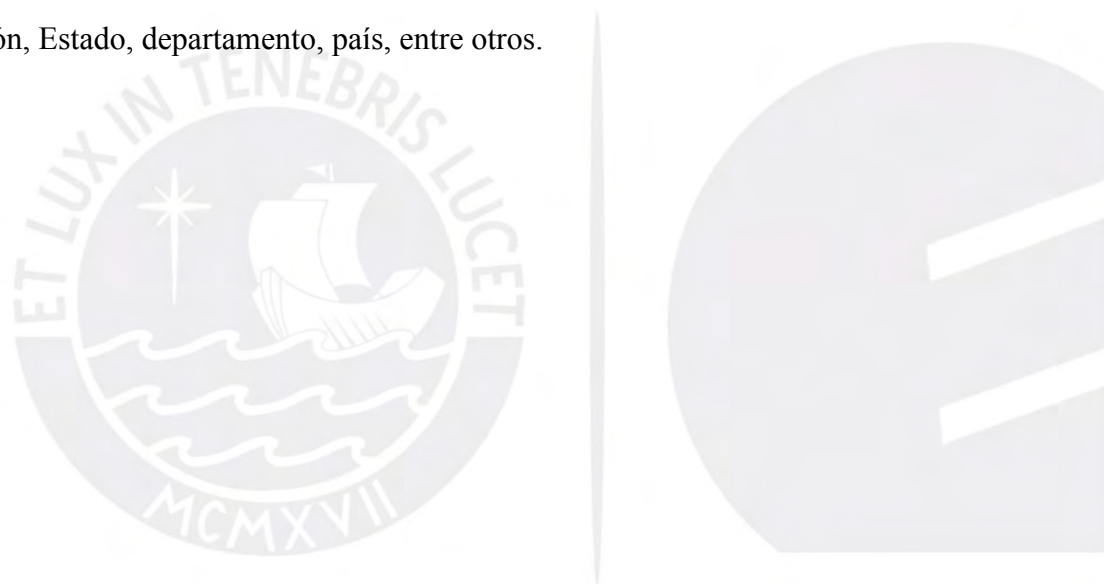 ón, Estado, departamento, país, entre otros.
ET LUX IN TENEBRIS LUCET
MCMXVII